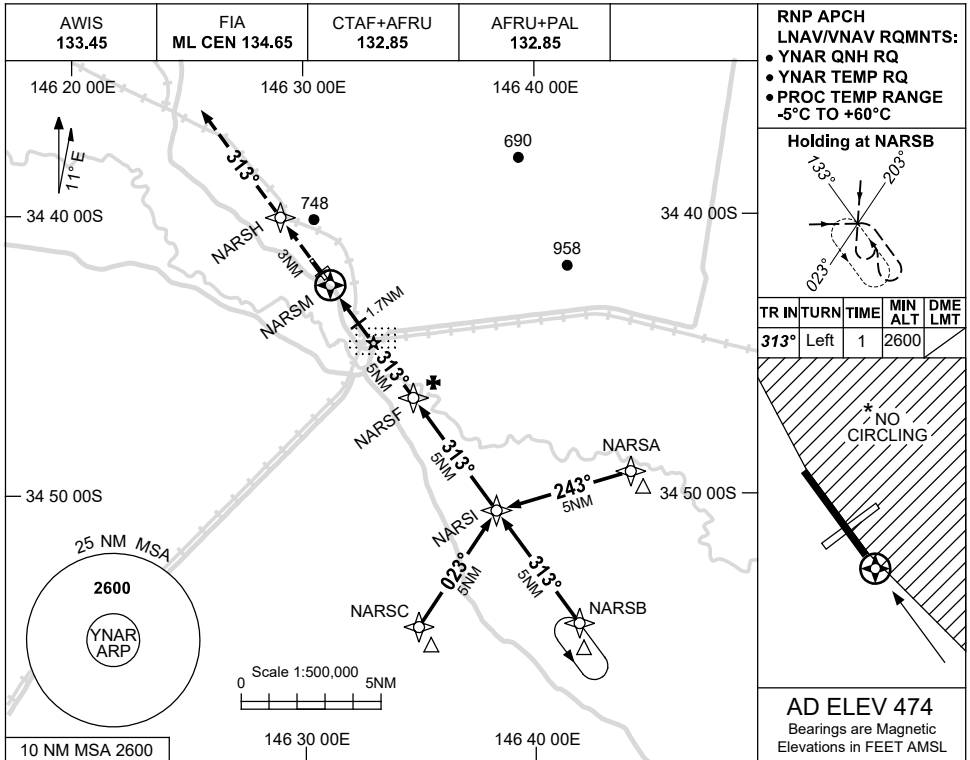 AWIS
133.45
FIA
ML CEN 134.65
CTAF+AFRU
132.85
AFRU+PAL
132.85
RNP APCH
LNAV/VNAV RQMNTS:
● YNAR QNH RQ
● YNAR TEMP RQ
● PROC TEMP RANGE
-5°C TO +60°C
146 20 00E
146 30 00E
146 40 00E
11° E
313°
690
748
958
34 40 00S
34 40 00S
NARSH
3NM
NARSM
1.7NM
313°
5NM
NARSF
313°
5NM
NARSA
243°
5NM
34 50 00S
34 50 00S
NARSI
023°
5NM
313°
5NM
NARSC
NARSB
25 NM MSA
2600
YNAR
ARP
Scale 1:500,000
0
5NM
10 NM MSA 2600
146 30 00E
146 40 00E
Holding at NARSB
133°
203°
023°
TR IN
TURN
TIME
MIN
ALT
DME
LMT
313°
Left
1
2600
* NO
CIRCLING
AD ELEV 474
Bearings are Magnetic
Elevations in FEET AMSL